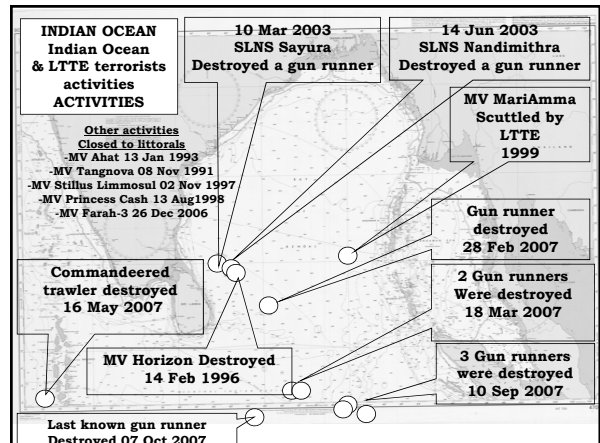 INDIAN OCEAN
Indian Ocean
& LTTE terrorists
activities
ACTIVITIES
10 Mar 2003
SLNS Sayura
Destroyed a gun runner
14 Jun 2003
SLNS Nandimithra
Destroyed a gun runner
MV MariAmma
Scuttled by
LTTE
1999
Other activities
Closed to littorals
-MV Ahat 13 Jan 1993
-MV Tangnova 08 Nov 1991
-MV Stillus Limmosul 02 Nov 1997
-MV Princess Cash 13 Aug1998
-MV Farah-3 26 Dec 2006
Gun runner
destroyed
28 Feb 2007
Commandeered
trawler destroyed
16 May 2007
2 Gun runners
Were destroyed
18 Mar 2007
MV Horizon Destroyed
14 Feb 1996
3 Gun runners
were destroyed
10 Sep 2007
Last known gun runner
Destroyed 07 Oct 2007